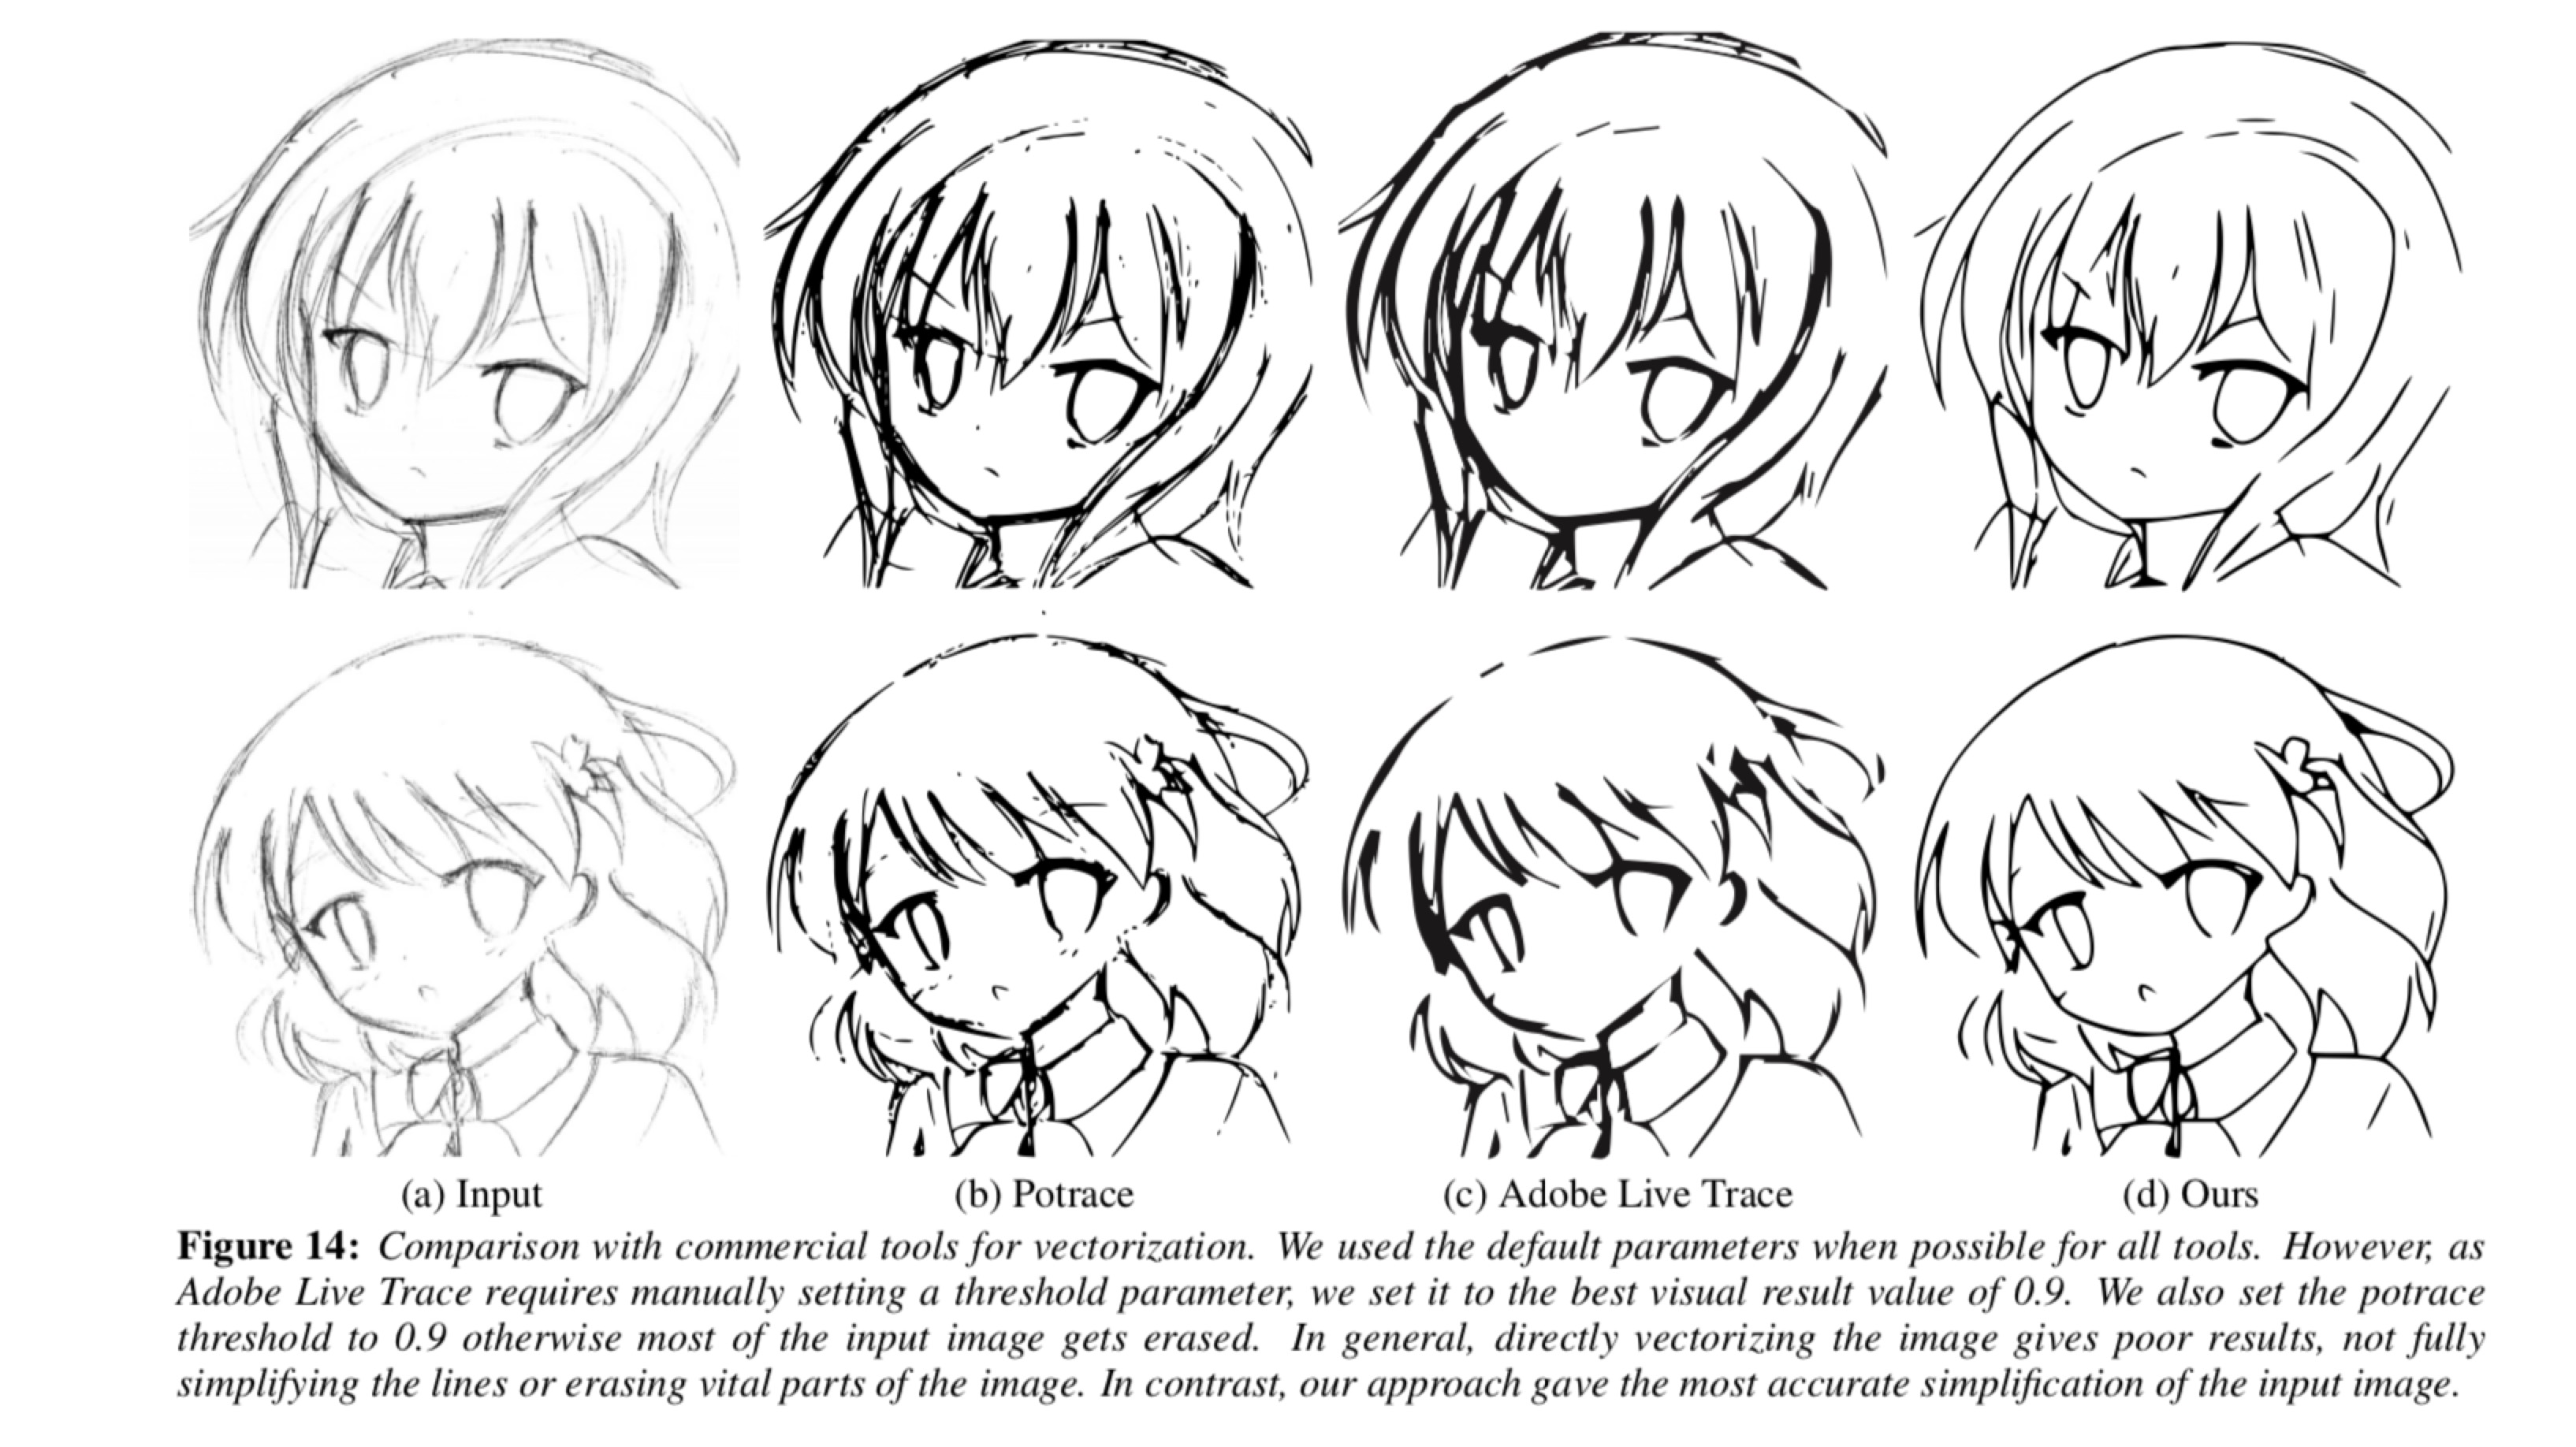 (a) Input (b) Potrace (c) Adobe Live Trace (d) Ours
Figure 14: Comparison with commercial tools for vectorization. We used the default parameters when possible for all tools. However, as
Adobe Live Trace requires manually setting a threshold parameter, we set it to the best visual result value of 0.9. We also set the potrace
threshold to 0.9 otherwise most of the input image gets erased. In general, directly vectorizing the image gives poor results, not fully
simplifying the lines or erasing vital parts of the image. In contrast, our approach gave the most accurate simplification of the input image.